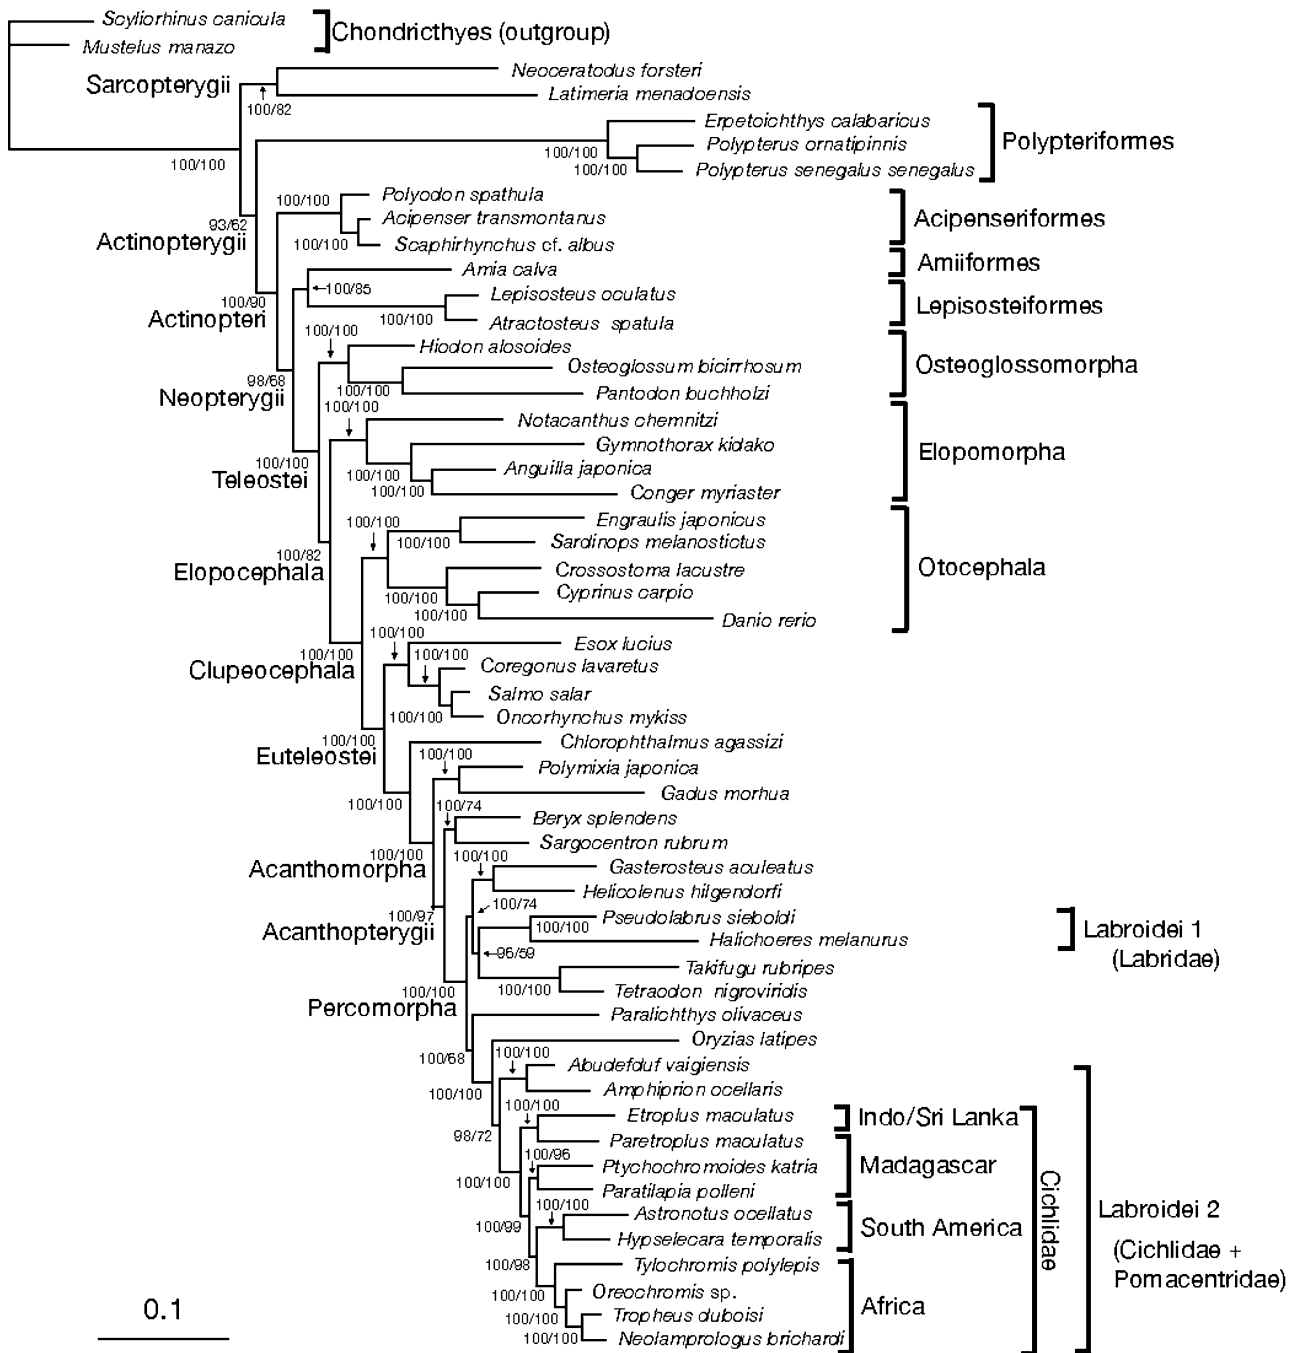 Scyliorhinus canicula
Mustelus manazo
Chondricthyes (outgroup)
Sarcopterygii
100/82
Neoceratodus forsteri
Latimeria menadoensis
100/100
Erpetoichthys calabaricus
Polypterus ornatipinnis
Polypterus senegalus senegalus
100/100
100/100
Polypteriformes
93/62
Actinopterygii
100/100
Polyodon spathula
Acipenser transmontanus
Scaphirhynchus cf. albus
100/100
Acipenseriformes
100/90
Actinopteri
Amia calva
Amiiformes
100/85
Lepisosteus oculatus
Atractosteus spatula
100/100
Lepisosteiformes
98/68
Neopterygii
100/100
Hiodon alosoides
Osteoglossum bicirrhosum
Pantodon buchholzi
100/100
Osteoglossomorpha
100/100
Teleostei
100/100
Notacanthus chemnitzi
Gymnothorax kidako
Anguilla japonica
Conger myriaster
100/100
100/100
Elopomorpha
100/82
Elopocephala
100/100
Engraulis japonicus
Sardinops melanostictus
100/100
Crossostoma lacustre
Cyprinus carpio
Danio rerio
100/100
100/100
Otocephala
100/100
Clupeocephala
100/100
Esox lucius
100/100
Coregonus lavaretus
Salmo salar
Oncorhynchus mykiss
100/100
100/100
Euteleostei
Chlorophthalmus agassizi
100/100
100/100
Polymixia japonica
Gadus morhua
100/100
Acanthomorpha
100/74
Beryx splendens
Sargocentron rubrum
100/97
Acanthopterygii
100/100
Gasterosteus aculeatus
Helicolenus hilgendorfi
100/74
Pseudolabrus sieboldi
Halichoeres melanurus
100/100
Labroidei 1
(Labridae)
96/59
Takifugu rubripes
Tetraodon nigroviridis
100/100
100/100
Percomorpha
Paralichthys olivaceus
100/68
Oryzias latipes
100/100
100/100
Abudefduf vaigiensis
Amphiprion ocellaris
98/72
100/100
Etroplus maculatus
Paretroplus maculatus
Indo/Sri Lanka
100/100
100/96
Ptychochromoides katria
Paratilapia polleni
Madagascar
100/99
100/100
Astronotus ocellatus
Hypselecara temporalis
South America
100/98
Tylochromis polylepis
Oreochromis sp.
Tropheus duboisi
Neolamprologus brichardi
100/100
100/100
100/100
Africa
Cichlidae
Labroidei 2
(Cichlidae +
Pomacentridae)
0.1